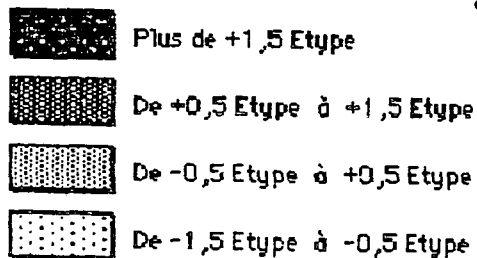 Plus de +1,5 Etype
De +0,5 Etype à +1,5 Etype
De -0,5 Etype à +0,5 Etype
De -1,5 Etype à -0,5 Etype